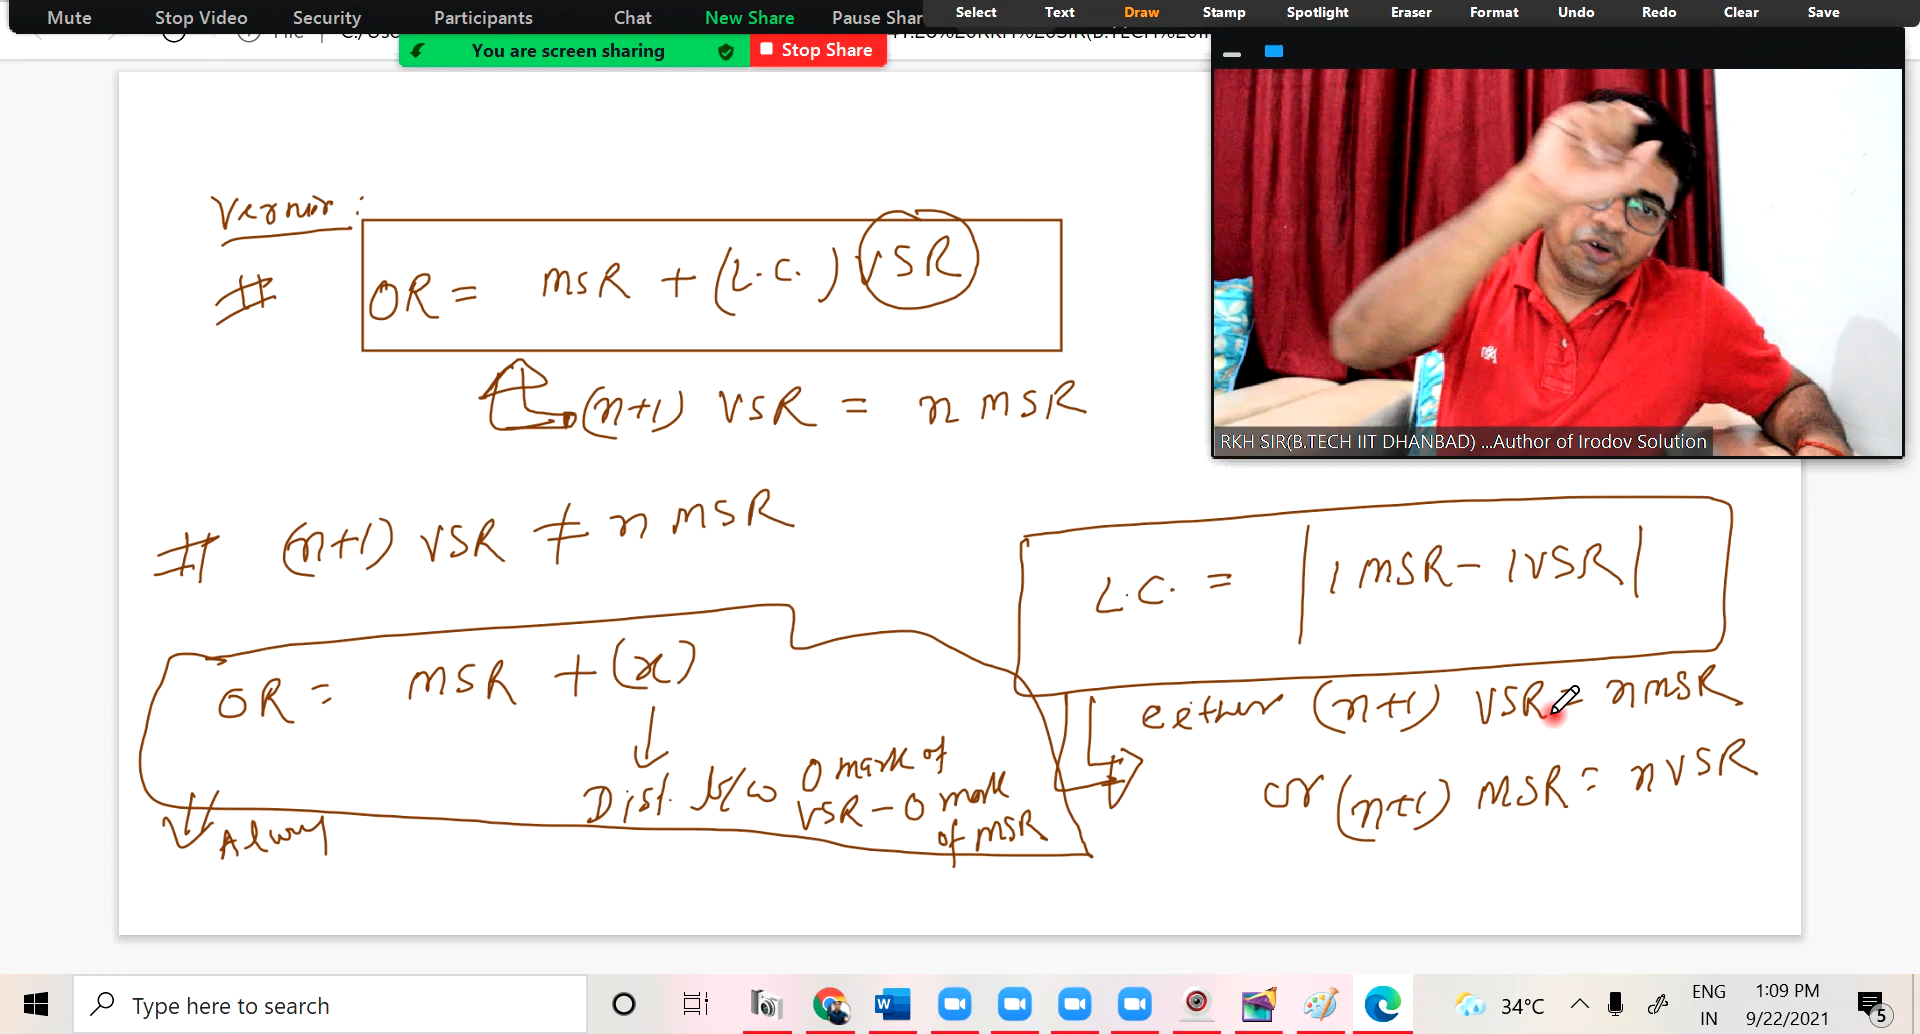 Mute Stop Video Security Participants Chat New Share Pause Shar Select Text Draw Stamp Spotlight Eraser Format Undo Redo Clear Save
You are screen sharing Stop Share
Vernier :
# OR = MSR + (L.C.) VSR
(n+1) VSR = n MSR
RKH SIR(B.TECH IIT DHANBAD) ...Author of Irodov Solution
# (n+1) VSR ≠ n MSR
L.C. = | 1 MSR - 1 VSR |
OR = MSR + (x)
either (n+1) VSR = n MSR
or (n+1) MSR = n VSR
Dist. b/w 0 mark of
VSR - 0 mark
of MSR
Alway
Type here to search
34°C
ENG
IN
1:09 PM
9/22/2021
5